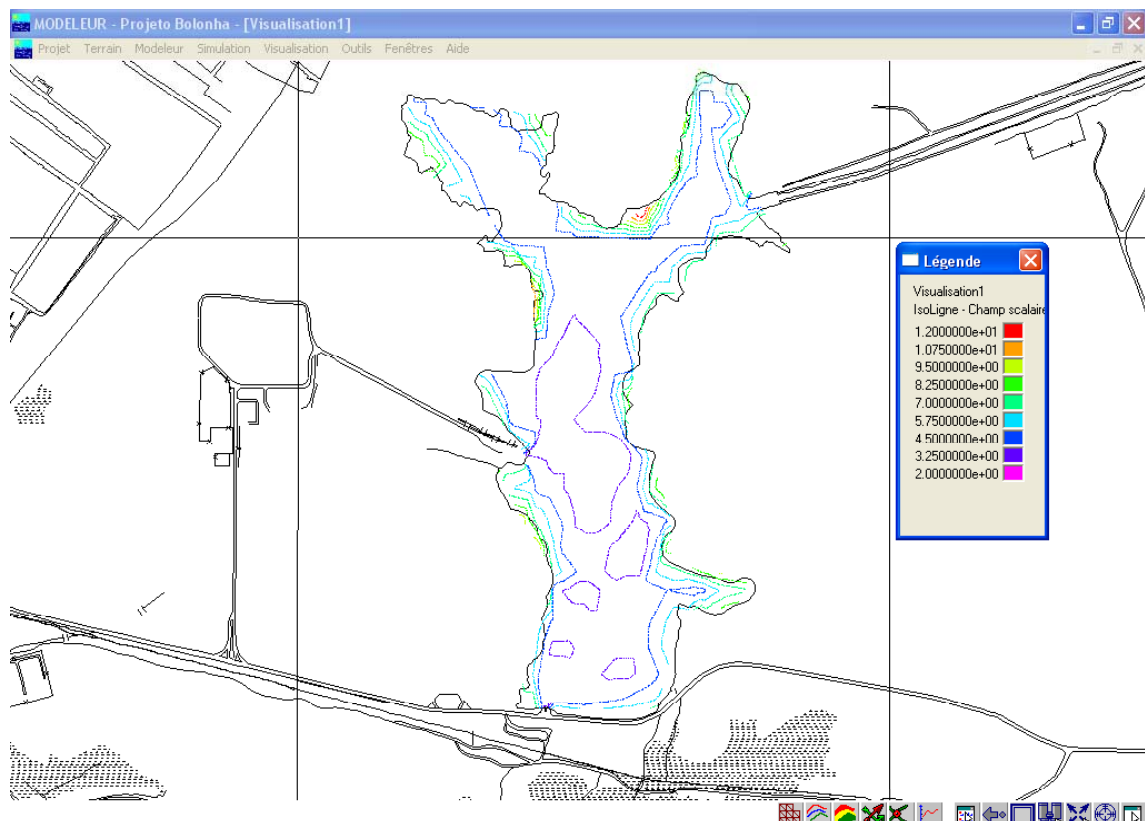 MODELEUR - Projeto Bolonha - [Visualisation1]
Projet Terrain Modeleur Simulation Visualisation Outils Fenêtres Aide
Légende
Visualisation1
IsoLigne - Champ scalaire
1.2000000e+01
1.0750000e+01
9.5000000e+00
8.2500000e+00
7.0000000e+00
5.7500000e+00
4.5000000e+00
3.2500000e+00
2.0000000e+00